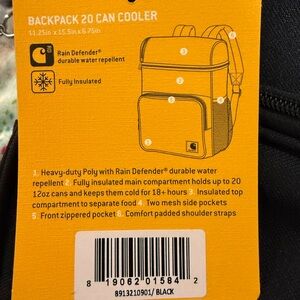 BACKPACK 20 CAN COOLER
11.25in x 15.5in x 6.75in
Rain Defender®
durable water repellent
Fully Insulated
1 Heavy-duty Poly with Rain Defender® durable water
repellent 2 Fully insulated main compartment holds up to 20
12oz cans and keeps them cold for 18+ hours 3 Insulated top
compartment to separate food 4 Two mesh side pockets
5 Front zippered pocket 6 Comfort padded shoulder straps
8 19062 01584 2
8913210901/ BLACK